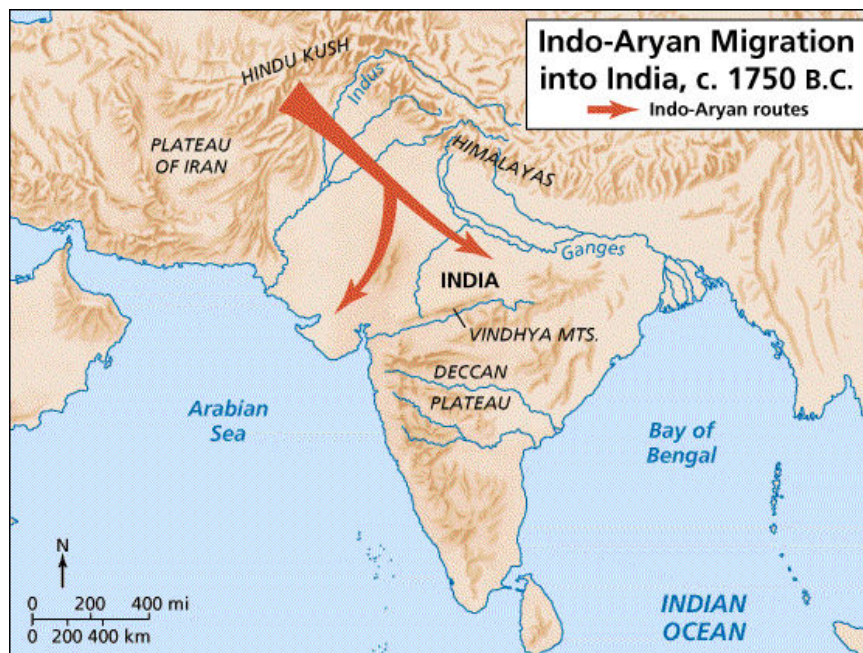 Indo-Aryan Migration
into India, c. 1750 B.C.
Indo-Aryan routes
HINDU KUSH
Indus
PLATEAU
OF IRAN
HIMALAYAS
Ganges
INDIA
VINDHYA MTS.
DECCAN
PLATEAU
Arabian
Sea
Bay of
Bengal
N
0 200 400 mi
0 200 400 km
INDIAN
OCEAN